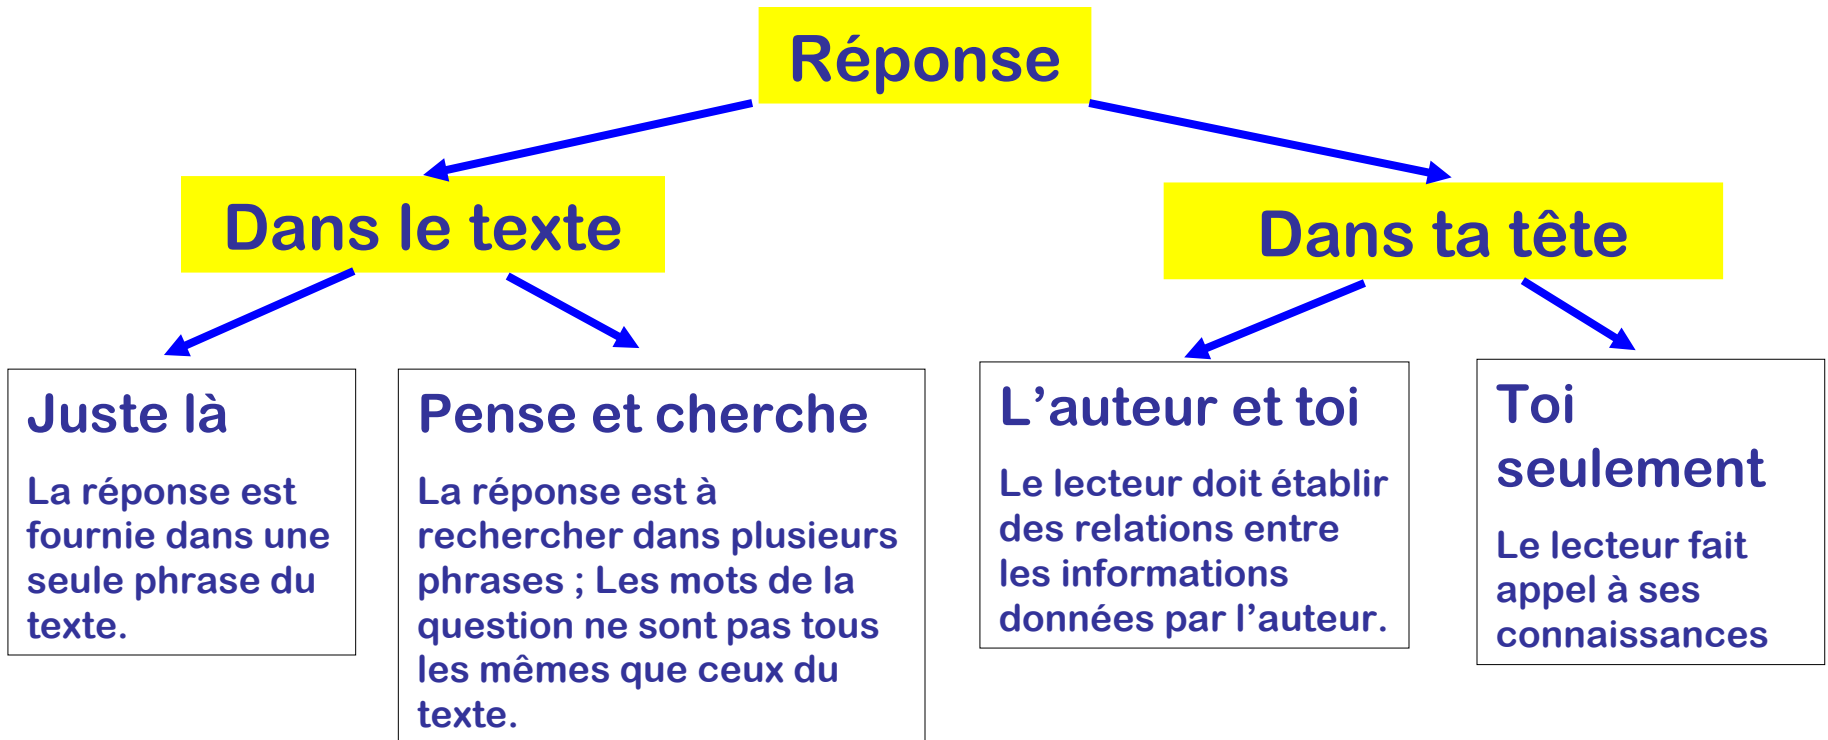 Réponse
Dans le texte
Dans ta tête
Juste là
La réponse est
fournie dans une
seule phrase du
texte.
Pense et cherche
La réponse est à
rechercher dans plusieurs
phrases ; Les mots de la
question ne sont pas tous
les mêmes que ceux du
texte.
L’auteur et toi
Le lecteur doit établir
des relations entre
les informations
données par l’auteur.
Toi
seulement
Le lecteur fait
appel à ses
connaissances